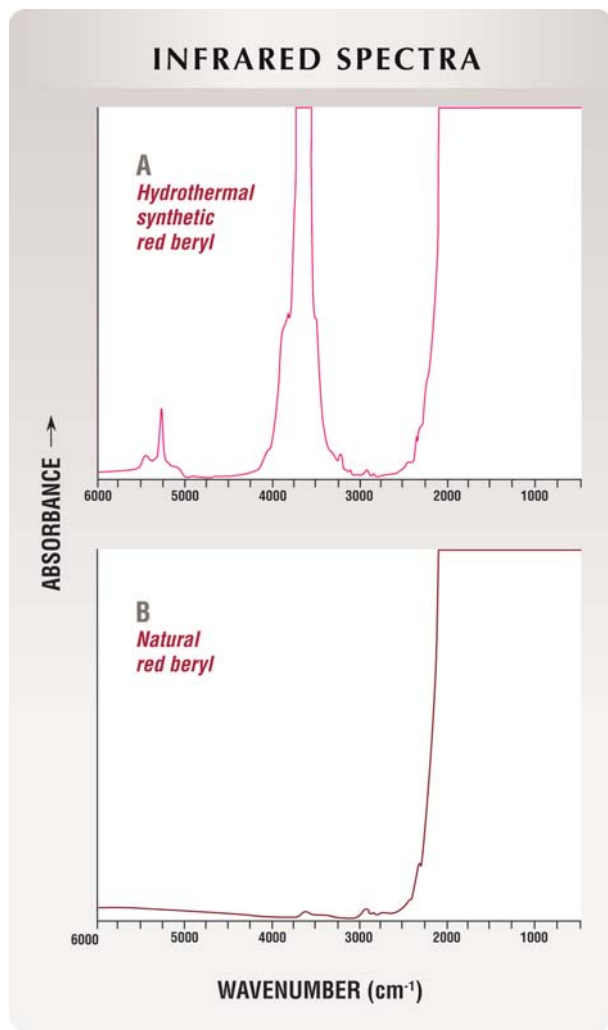 INFRARED SPECTRA
A
Hydrothermal
synthetic
red beryl
6000 5000 4000 3000 2000 1000
B
Natural
red beryl
6000 5000 4000 3000 2000 1000
ABSORBANCE →
WAVENUMBER (cm⁻¹)